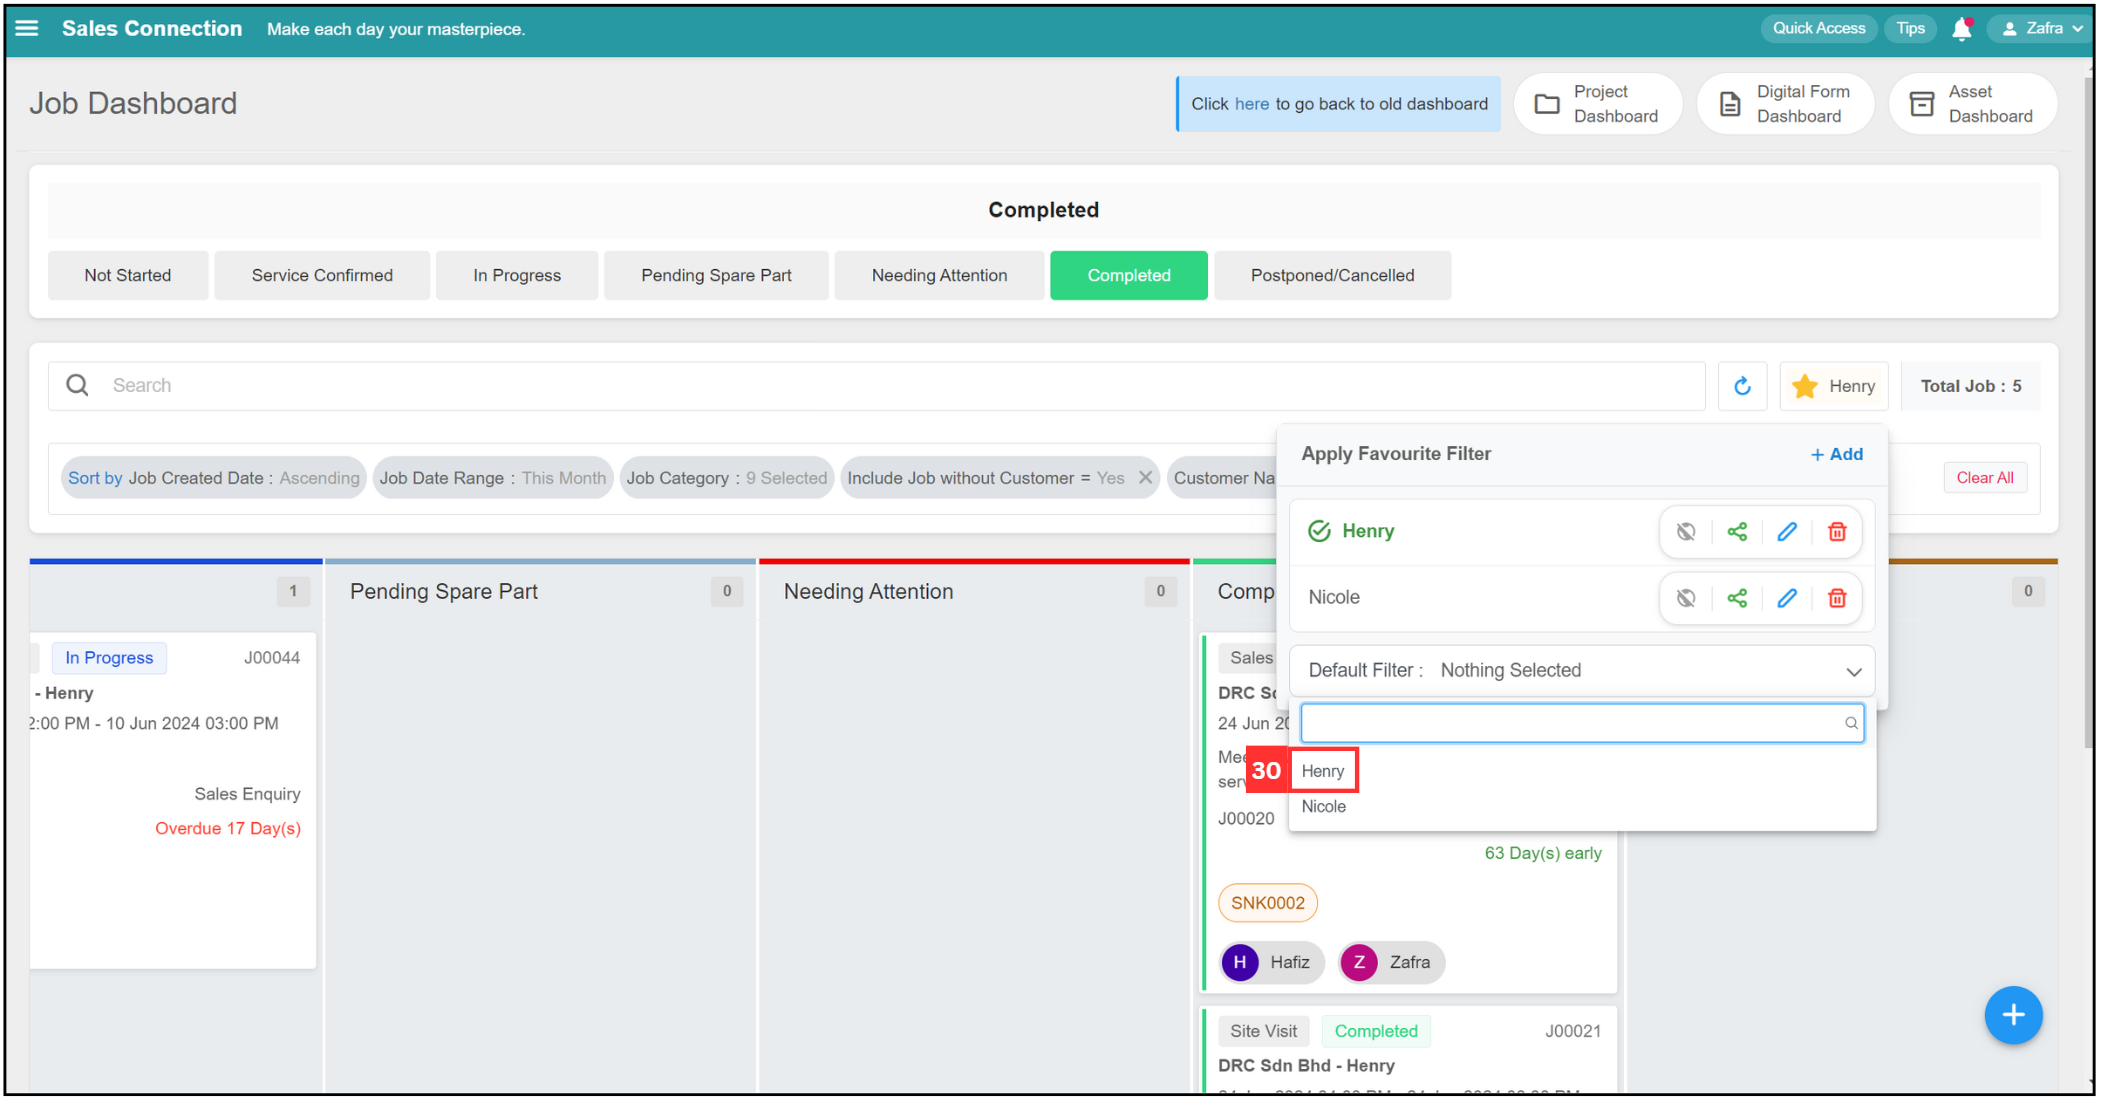 Sales Connection Make each day your masterpiece. Quick Access Tips Zafra
Job Dashboard
Click here to go back to old dashboard
Project
Dashboard
Digital Form
Dashboard
Asset
Dashboard
Completed
Not Started Service Confirmed In Progress Pending Spare Part Needing Attention Completed Postponed/Cancelled
Search
Henry
Total Job : 5
Sort by Job Created Date : Ascending Job Date Range : This Month Job Category : 9 Selected Include Job without Customer = Yes Customer Na
Clear All
Apply Favourite Filter + Add
Henry
Nicole
Default Filter : Nothing Selected
30 Henry
Nicole
1
Pending Spare Part 0
Needing Attention 0
Comp
0
In Progress J00044
- Henry
2:00 PM - 10 Jun 2024 03:00 PM
Sales Enquiry
Overdue 17 Day(s)
Sales
DRC
24 Jun
J00020
63 Day(s) early
SNK0002
H Hafiz Z Zafra
Site Visit Completed J00021
DRC Sdn Bhd - Henry